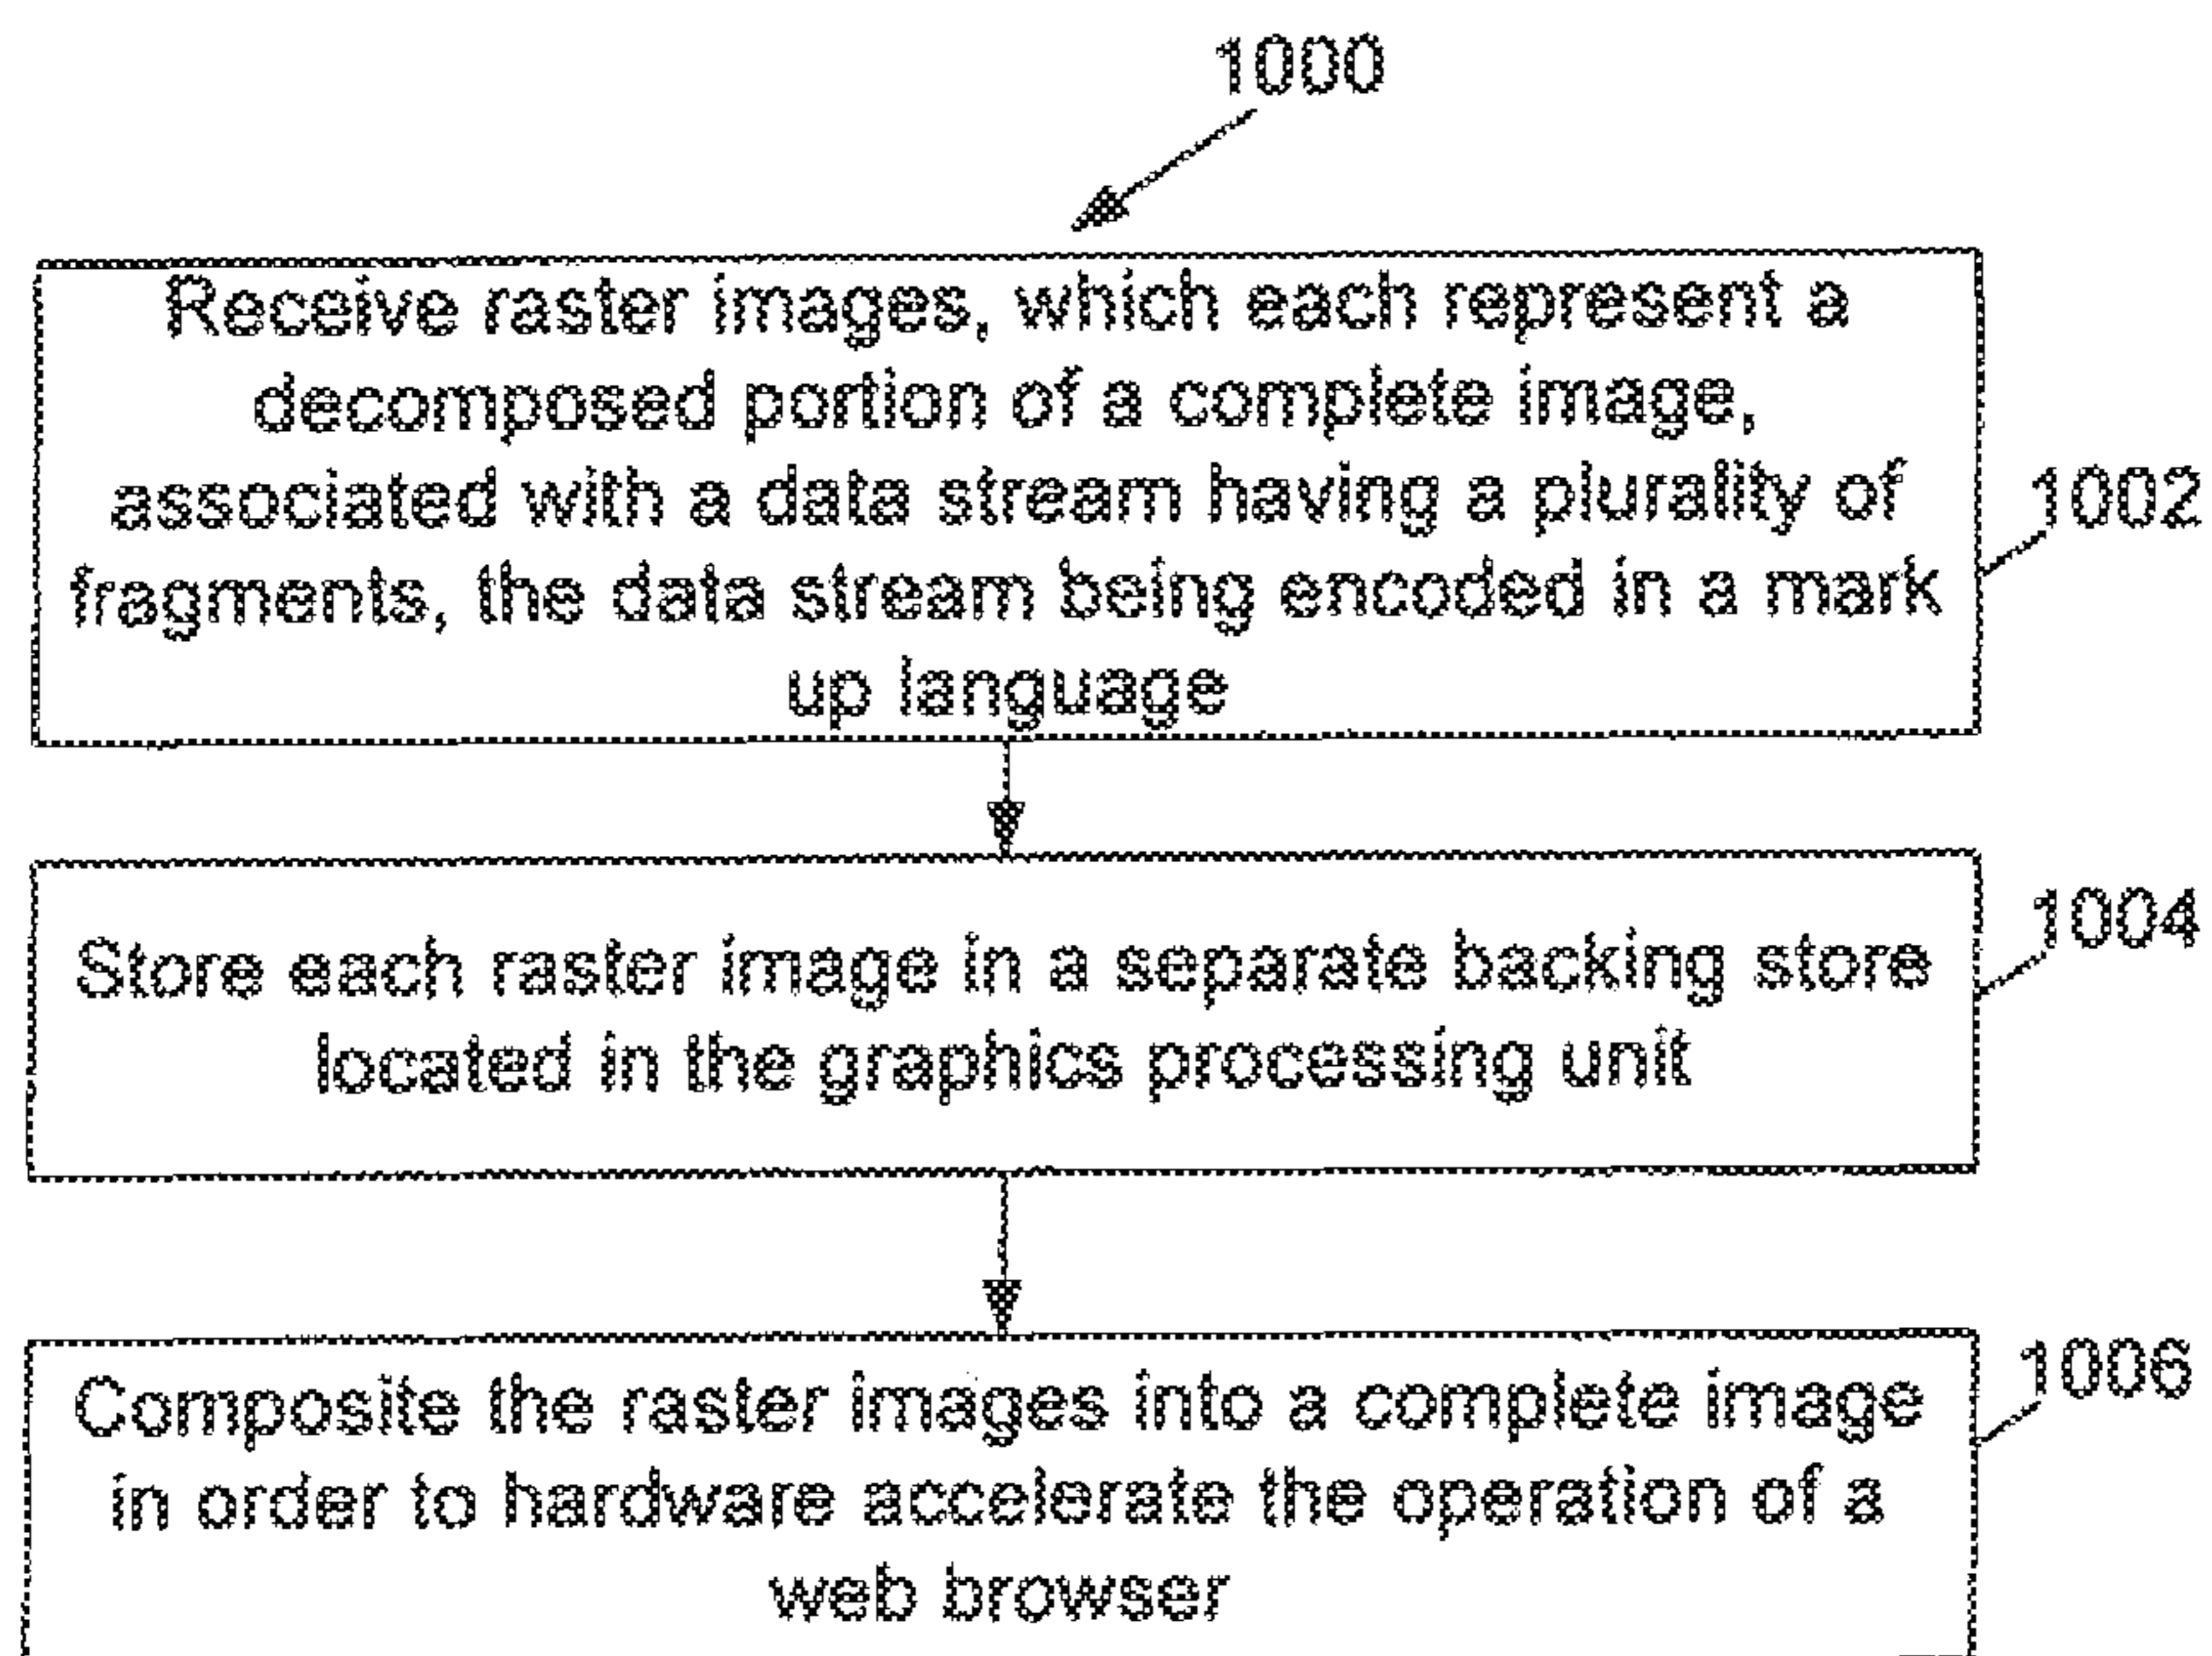 1000
Receive raster images, which each represent a
decomposed portion of a complete image,
associated with a data stream having a plurality of
fragments, the data stream being encoded in a mark
up language
1002
Store each raster image in a separate backing store
located in the graphics processing unit
1004
Composite the raster images into a complete image
in order to hardware accelerate the operation of a
web browser
1006